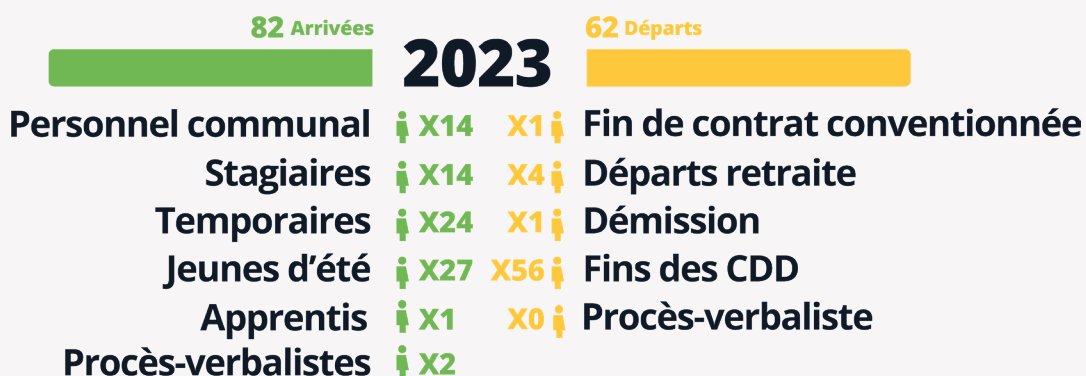 82 Arrivées 2023 62 Départs
Personnel communal X14 X1 Fin de contrat conventionnée
Stagiaires X14 X4 Départs retraite
Temporaires X24 X1 Démission
Jeunes d'été X27 X56 Fins des CDD
Apprentis X1 X0 Procès-verbaliste
Procès-verbalistes X2